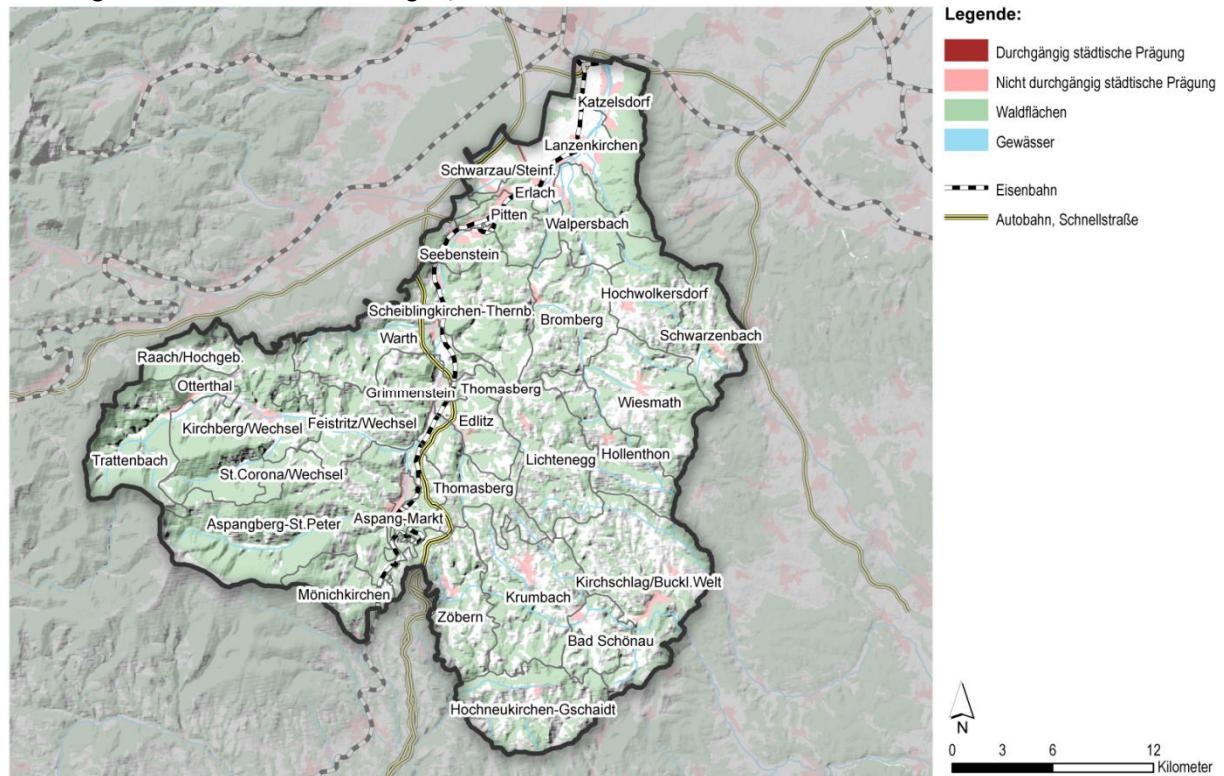 Katzelsdorf
Lanzenkirchen
Schwarzau/Steinf.
Erlach
Pitten
Walpersbach
Seebenstein
Hochwolkersdorf
Scheiblingkirchen-Thernb.
Bromberg
Schwarzenbach
Warth
Raach/Hochgeb.
Otterthal
Grimmenstein
Thomasberg
Wiesmath
Kirchberg/Wechsel
Feistritz/Wechsel
Edlitz
Trattenbach
St.Corona/Wechsel
Lichtenegg
Hollenthon
Thomasberg
Aspangberg-St.Peter
Aspang-Markt
Mönichkirchen
Krumbach
Kirchschlag/Buckl.Welt
Zöbern
Bad Schönau
Hochneukirchen-Gschaidt
Legende:
Durchgängig städtische Prägung
Nicht durchgängig städtische Prägung
Waldflächen
Gewässer
Eisenbahn
Autobahn, Schnellstraße
N
0 3 6 12
Kilometer